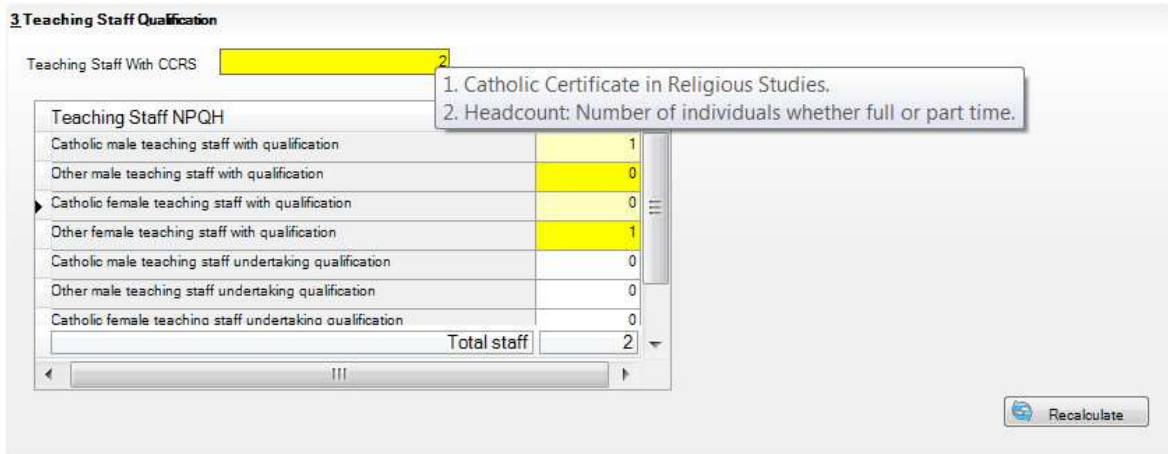 3 Teaching Staff Qualification
Teaching Staff With CCRS 2
1. Catholic Certificate in Religious Studies.
2. Headcount: Number of individuals whether full or part time.
Teaching Staff NPQH
Catholic male teaching staff with qualification 1
Other male teaching staff with qualification 0
Catholic female teaching staff with qualification 0
Other female teaching staff with qualification 1
Catholic male teaching staff undertaking qualification 0
Other male teaching staff undertaking qualification 0
Catholic female teaching staff undertaking qualification 0
Total staff 2
Recalculate